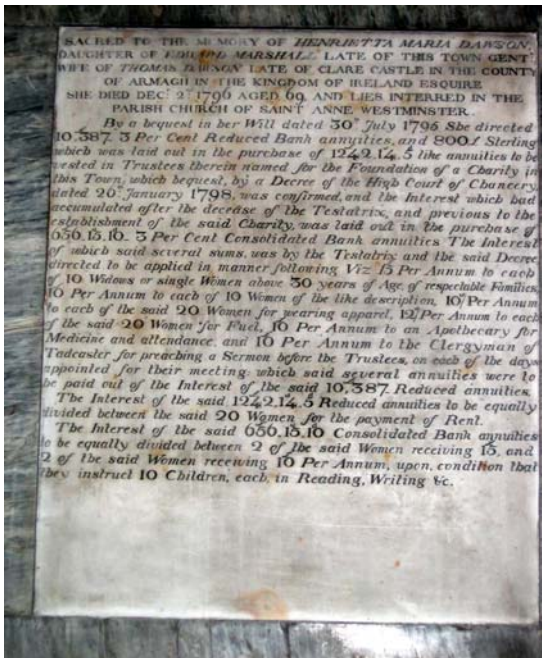 SACRED TO THE MEMORY OF HENRIETTA MARIA DAWSON,
DAUGHTER OF EDWARD MARSHALL LATE OF THIS TOWN GENT
WIFE OF THOMAS DAWSON LATE OF CLARE CASTLE IN THE COUNTY
OF ARMAGH IN THE KINGDOM OF IRELAND ESQUIRE
SHE DIED DECR 2D 1796 AGED 69, AND LIES INTERRED IN THE
PARISH CHURCH OF SAINT ANNE WESTMINSTER.
By a bequest in her Will dated 30th July 1795 She directed
10,387. 3 Per Cent Reduced Bank annuities, and 800£ Sterling
which was laid out in the purchase of 1242.14.5 like annuities to be
vested in Trustees therein named for the Foundation of a Charity in
this Town, which bequest, by a Decree of the High Court of Chancery,
dated 26th January 1798, was confirmed, and the Interest which had
accumulated after the decease of the Testatrix, and previous to the
establishment of the said Charity, was laid out in the purchase of
636.13.10. 3 Per Cent Consolidated Bank annuities The Interest
of which said several sums, was by the Testatrix and the said Decree
directed to be applied in manner following Viz 15 Per Annum to each
of 10 Widows or single Women above 50 years of Age, of respectable Families,
10 Per Annum to each of 10 Women of the like description, 10/ Per Annum
to each of the said 20 Women for wearing apparel, 12/ Per Annum to each
of the said 20 Women for Fuel, 10 Per Annum to an Apothecary for
Medicine and attendance, and 10 Per Annum to the Clergyman of
Tadcaster for preaching a Sermon before the Trustees, on each of the days
appointed for their meeting: which said several annuities were to
be paid out of the Interest of the said 10,387. Reduced annuities.
The Interest of the said, 1242.14.5 Reduced annuities to be equally
divided between the said 20 Women, for the payment of Rent.
The Interest of the said 636.13.10 Consolidated Bank annuities
to be equally divided between 2 of the said Women receiving 15, and
2 of the said Women receiving 10 Per Annum, upon, condition that
they instruct 10 Children, each, in Reading, Writing &c.